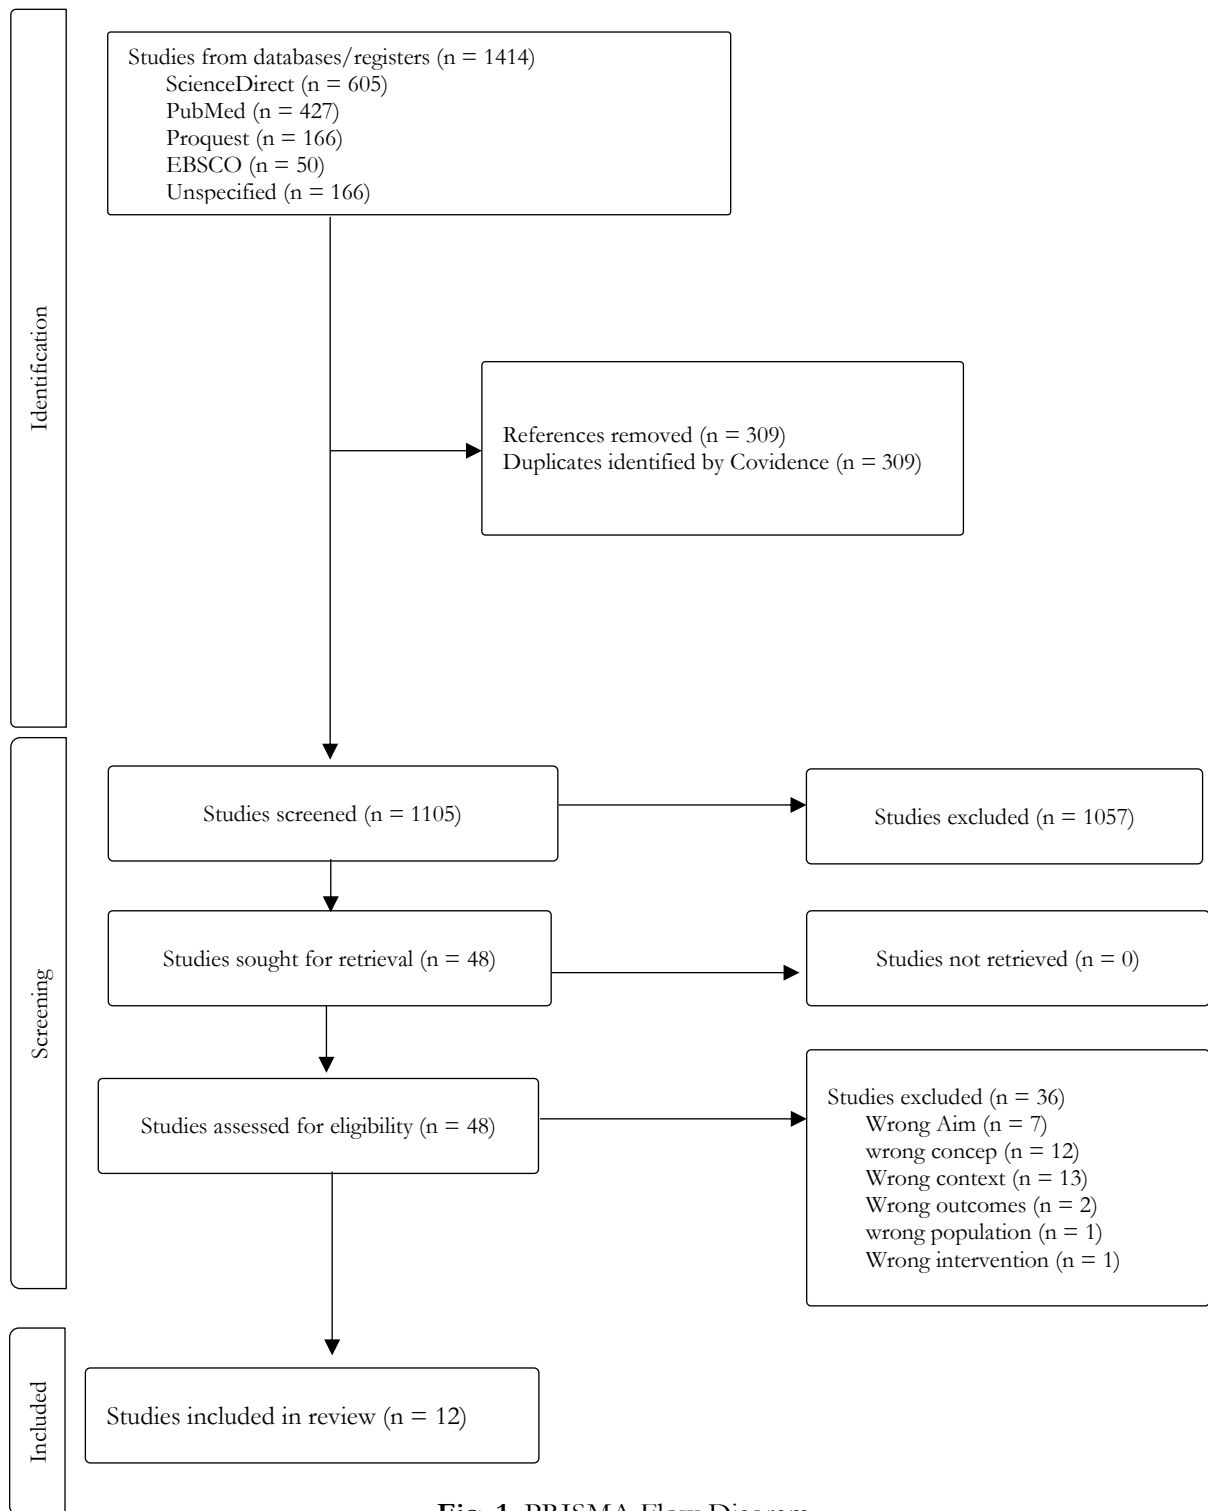 Identification
Studies from databases/registers (n = 1414)
ScienceDirect (n = 605)
PubMed (n = 427)
Proquest (n = 166)
EBSCO (n = 50)
Unspecified (n = 166)
References removed (n = 309)
Duplicates identified by Covidence (n = 309)
Screening
Studies screened (n = 1105)
Studies excluded (n = 1057)
Studies sought for retrieval (n = 48)
Studies not retrieved (n = 0)
Studies assessed for eligibility (n = 48)
Studies excluded (n = 36)
Wrong Aim (n = 7)
wrong concep (n = 12)
Wrong context (n = 13)
Wrong outcomes (n = 2)
wrong population (n = 1)
Wrong intervention (n = 1)
Included
Studies included in review (n = 12)
Fig. 1. PRISMA Flow Diagram